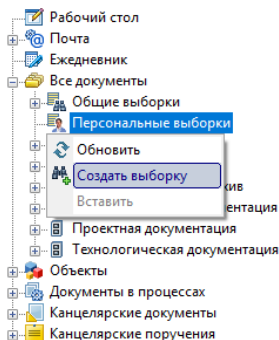 Рабочий стол
Почта
Ежедневник
Все документы
Общие выборки
Персональные выборки
Обновить
Создать выборку
Вставить
Проектная документация
Технологическая документация
Объекты
Документы в процессах
Канцелярские документы
Канцелярские поручения